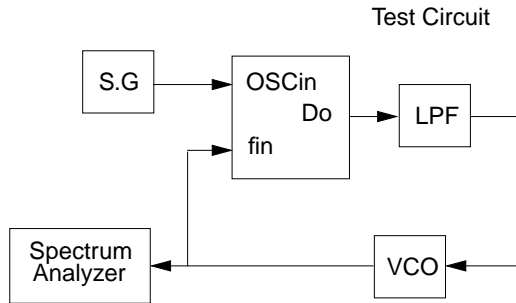 Test Circuit
S.G
OSCin
Do
fin
LPF
Spectrum
Analyzer
VCO